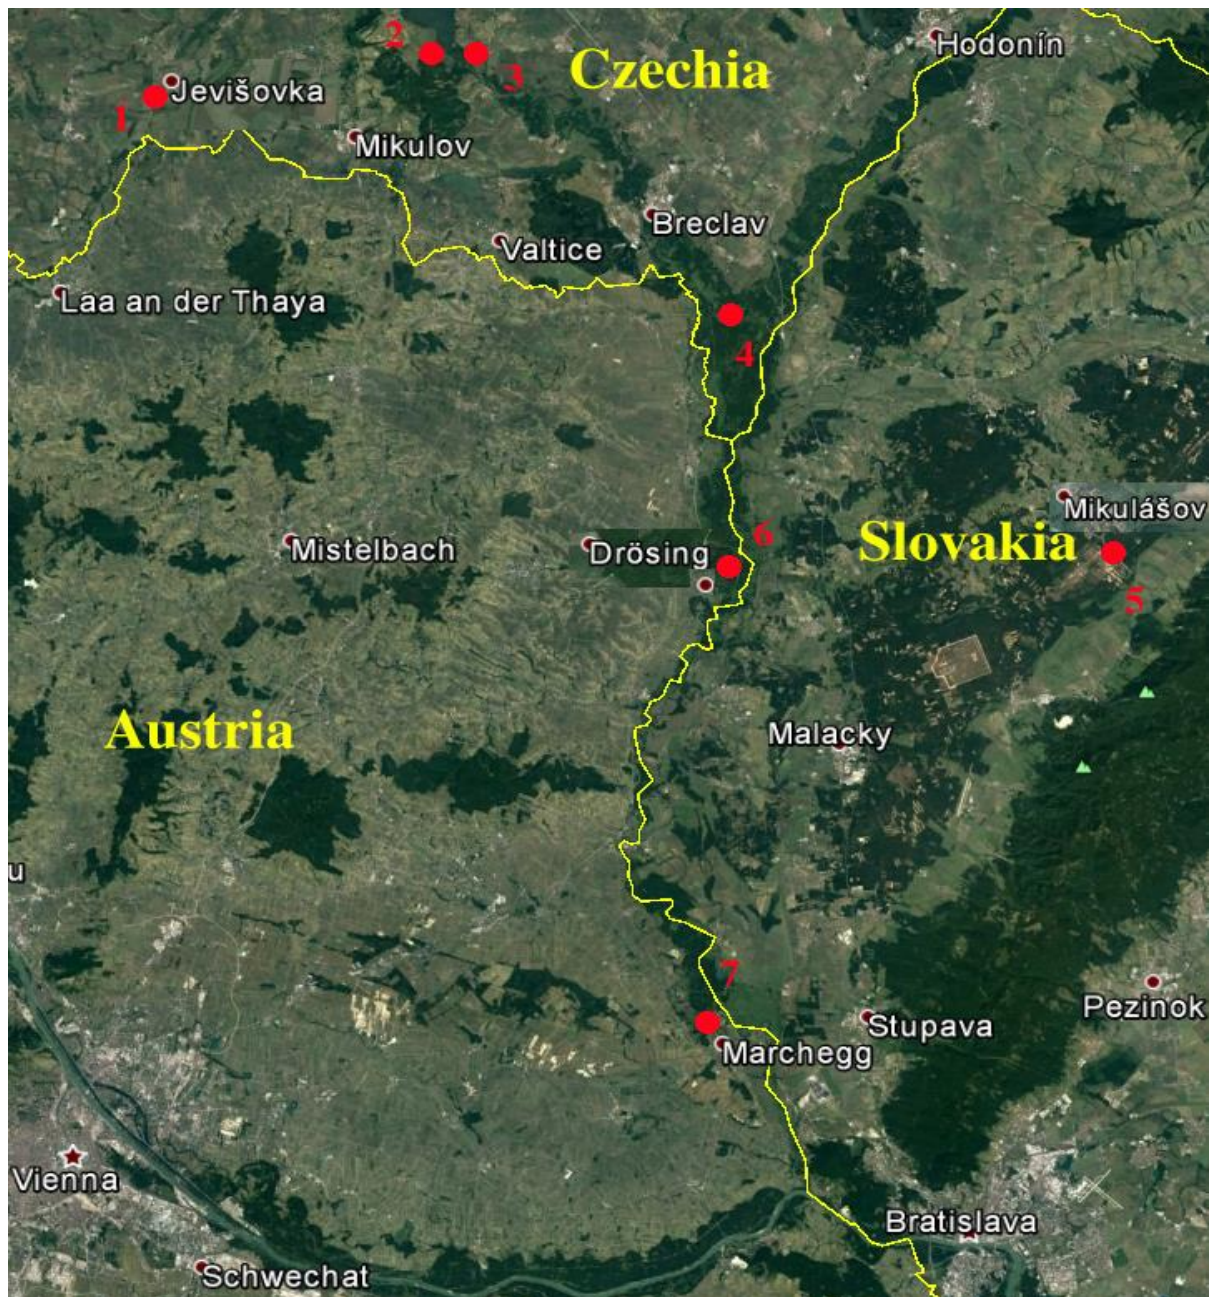 2
3
Czechia
Hodonín
1
Jevišovka
Mikulov
Breclav
Valtice
Laa an der Thaya
4
Mikulášov
Mistelbach
Drösing
6
Slovakia
5
Austria
Malacky
u
7
Pezinok
Stupava
Marchegg
Vienna
Bratislava
Schwechat